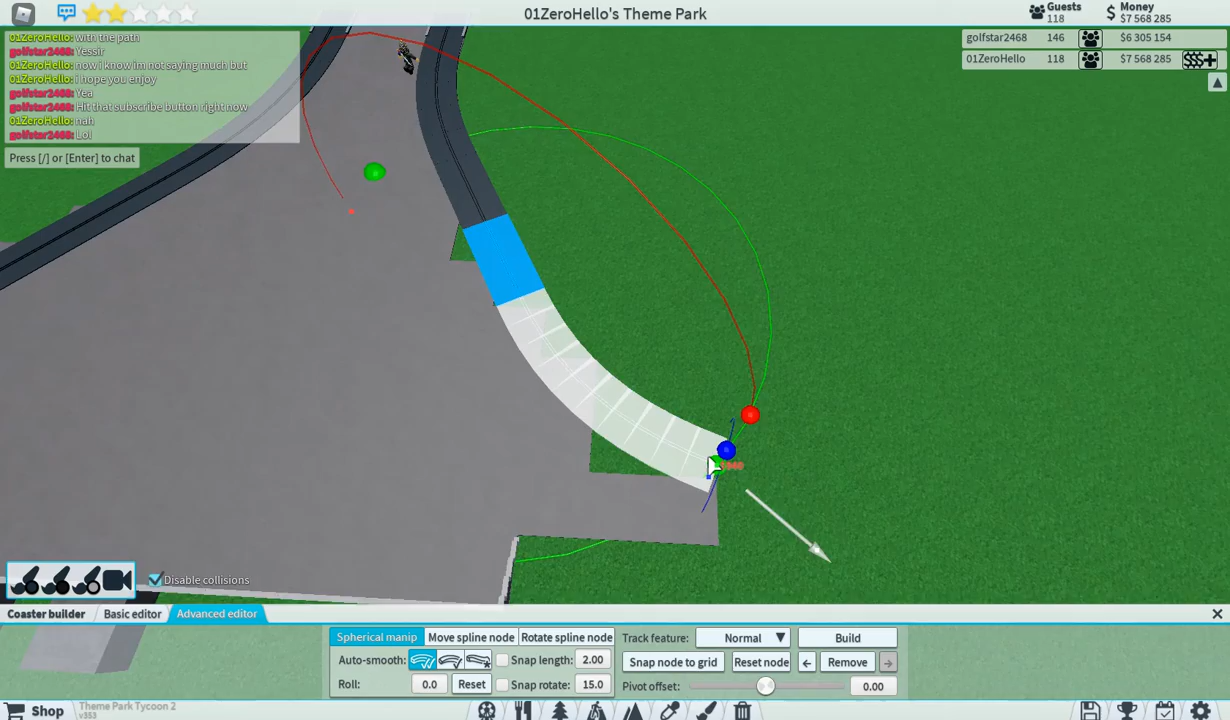 01ZeroHello's Theme Park
Guests
118
Money
$7 568 285
golfstar2468 146 $6 305 154
01ZeroHello 118 $7 568 285
01ZeroHello: with the path
golfstar2468: Yessir
01ZeroHello: now i know im not saying much but
01ZeroHello: i hope you enjoy
golfstar2468: Yea
golfstar2468: Hit that subscribe button right now
01ZeroHello: nah
golfstar2468: Lol
Press [/] or [Enter] to chat
Disable collisions
Coaster builder Basic editor Advanced editor
Spherical manip Move spline node Rotate spline node Track feature: Normal Build
Auto-smooth: Snap length: 2.00 Snap node to grid Reset node Remove
Roll: 0.0 Reset Snap rotate: 15.0 Pivot offset: 0.00
Shop
Theme Park Tycoon 2
v353